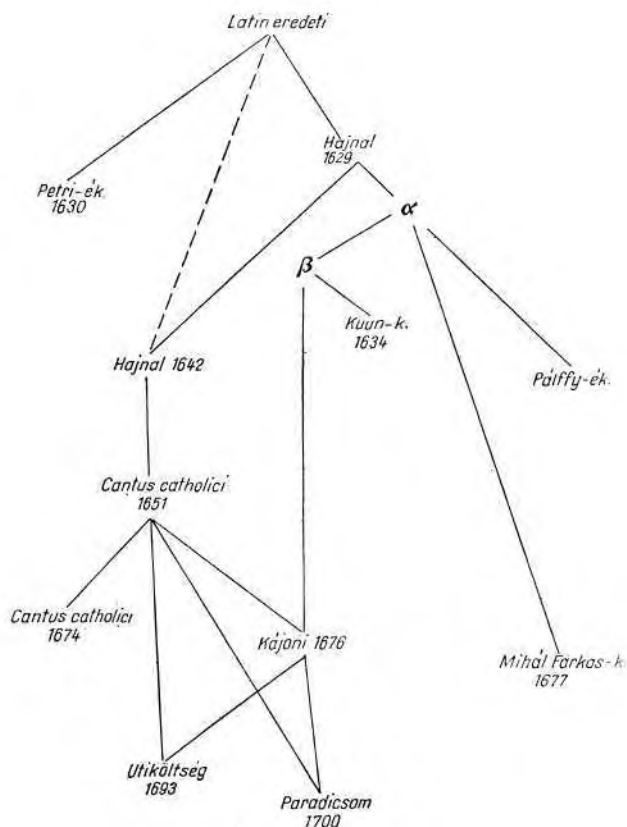 Latin eredeti
Hajnal
1629
Petri-ék.
1630
α
β
Kuun-k.
1634
Hajnal 1642
Pálffy-ék.
Cantus catholici
1651
Cantus catholici
1674
Kájoni 1676
Mihál Farkas-k.
1677
Utiköltség
1693
Paradicsom
1700